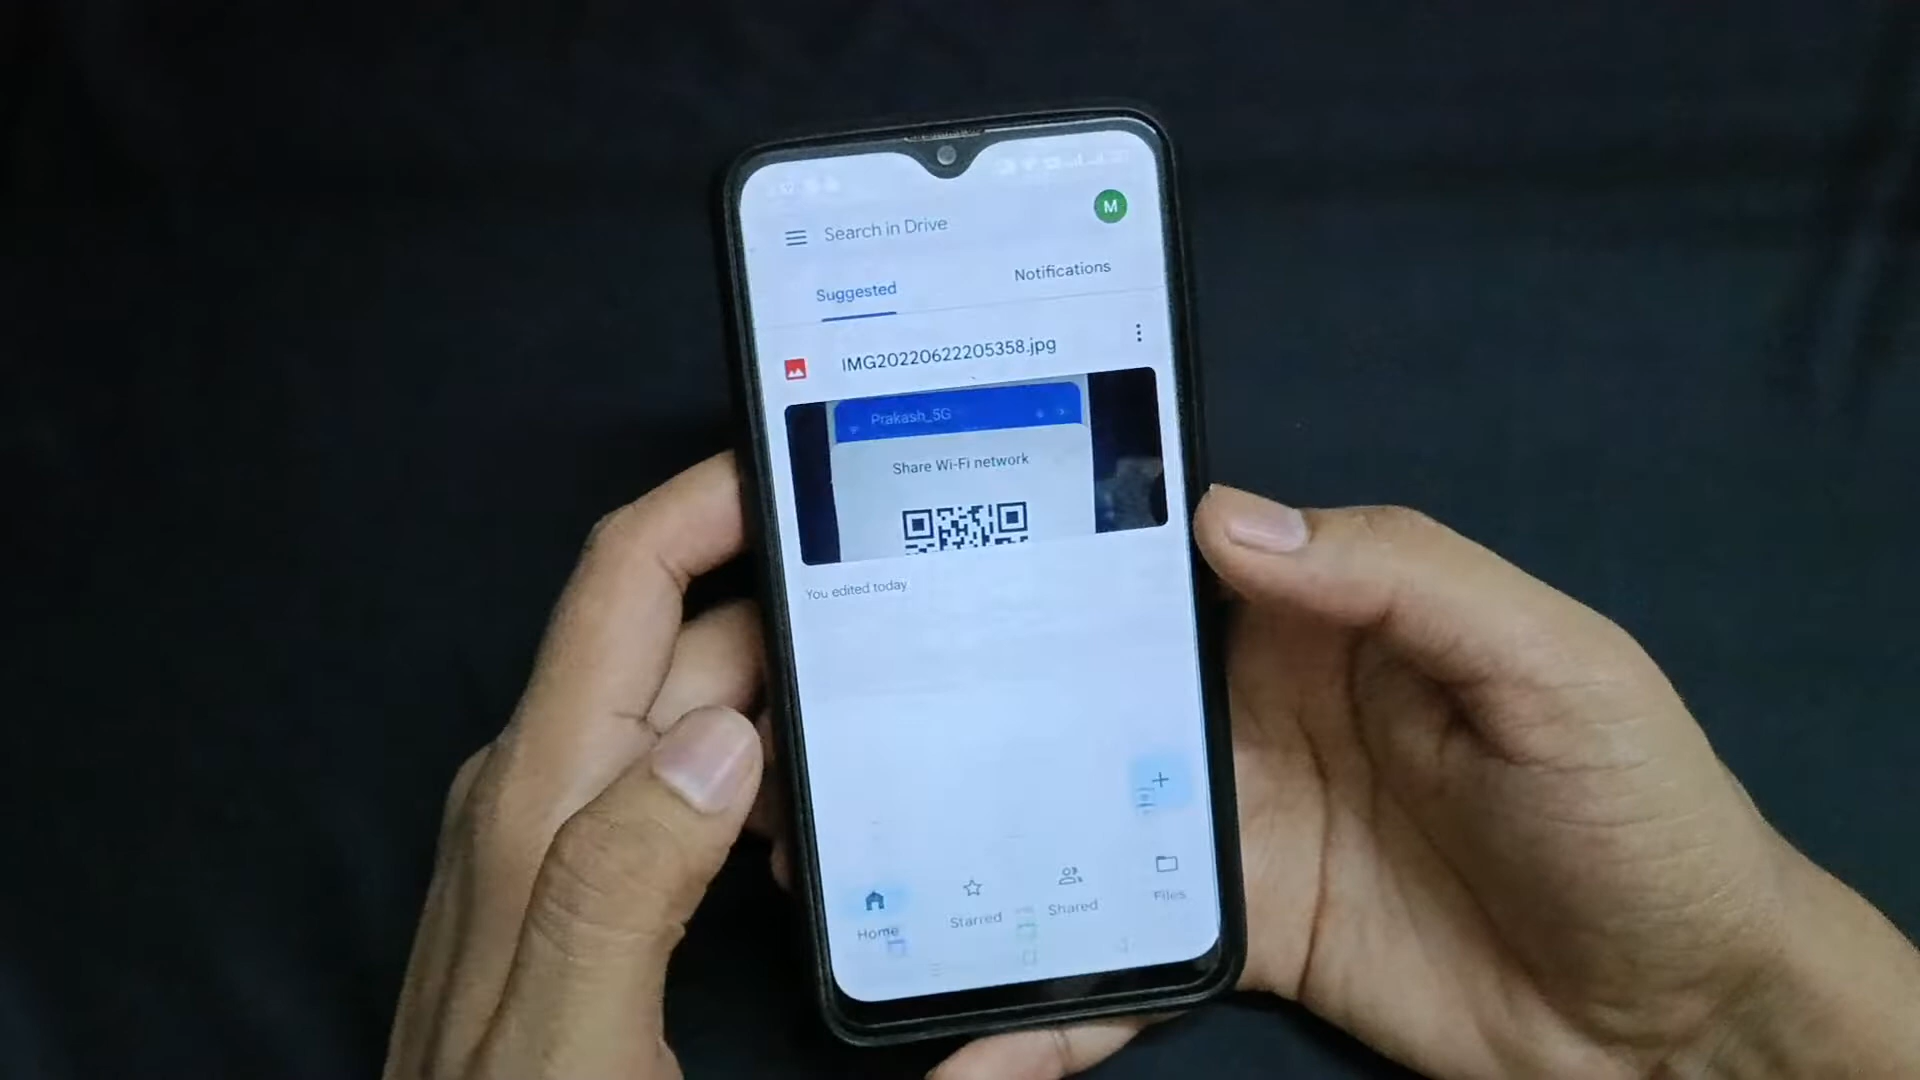 Search in Drive
M
Suggested
Notifications
IMG20220622205358.jpg
Prakash_5G
Share Wi-Fi network
You edited today
Home
Starred
Shared
Files